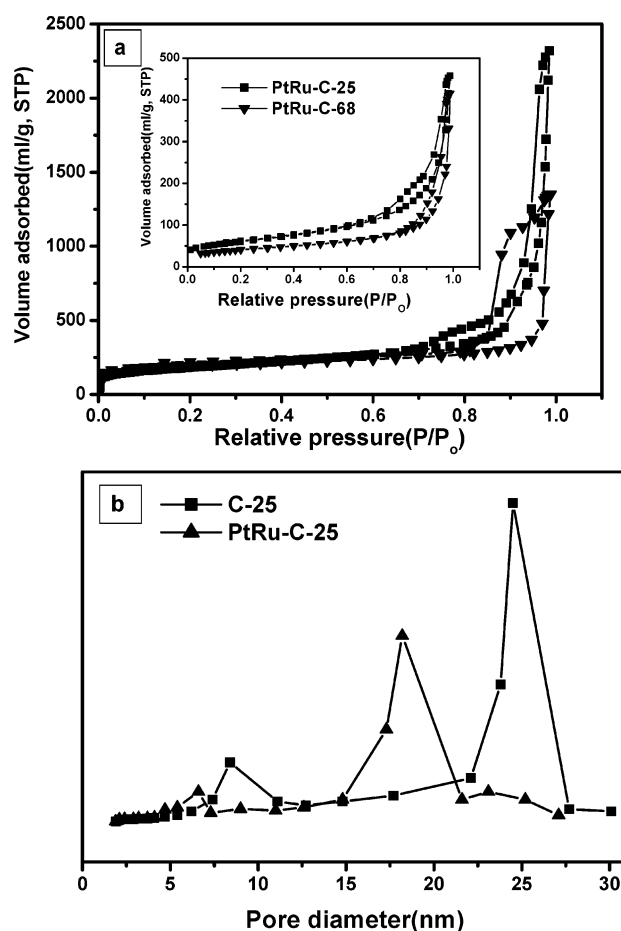 a
Volume adsorbed(ml/g, STP)
2500
2000
1500
1000
500
0
0.0 0.2 0.4 0.6 0.8 1.0
Relative pressure(P/Po)
Volume adsorbed(ml/g, STP)
500
400
300
200
100
0
0.0 0.2 0.4 0.6 0.8 1.0
Relative pressure(P/PO)
PtRu-C-25
PtRu-C-68
b
C-25
PtRu-C-25
0 5 10 15 20 25 30
Pore diameter(nm)